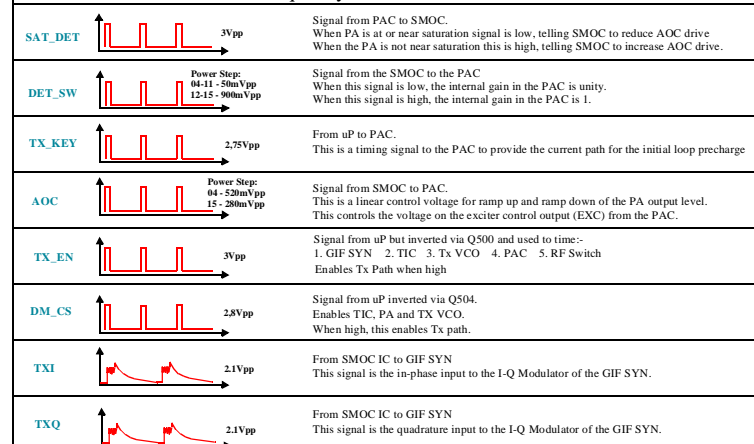 SAT_DET
3Vpp
Signal from PAC to SMOC.
When PA is at or near saturation signal is low, telling SMOC to reduce AOC drive
When the PA is not near saturation this is high, telling SMOC to increase AOC drive.
DET_SW
Power Step:
04-11 - 50mVpp
12-15 - 900mVpp
Signal from the SMOC to the PAC
When this signal is low, the internal gain in the PAC is unity.
When this signal is high, the internal gain in the PAC is 1.
TX_KEY
2,75Vpp
From uP to PAC.
This is a timing signal to the PAC to provide the current path for the initial loop precharge
AOC
Power Step:
04 - 520mVpp
15 - 280mVpp
Signal from SMOC to PAC.
This is a linear control voltage for ramp up and ramp down of the PA output level.
This controls the voltage on the exciter control output (EXC) from the PAC.
TX_EN
3Vpp
Signal from uP but inverted via Q500 and used to time:-
1. GIF SYN 2. TIC 3. Tx VCO 4. PAC 5. RF Switch
Enables Tx Path when high
DM_CS
2,8Vpp
Signal from uP inverted via Q504.
Enables TIC, PA and TX VCO.
When high, this enables Tx path.
TXI
2.1Vpp
From SMOC IC to GIF SYN
This signal is the in-phase input to the I-Q Modulator of the GIF SYN.
TXQ
2.1Vpp
From SMOC IC to GIF SYN
This signal is the quadrature input to the I-Q Modulator of the GIF SYN.